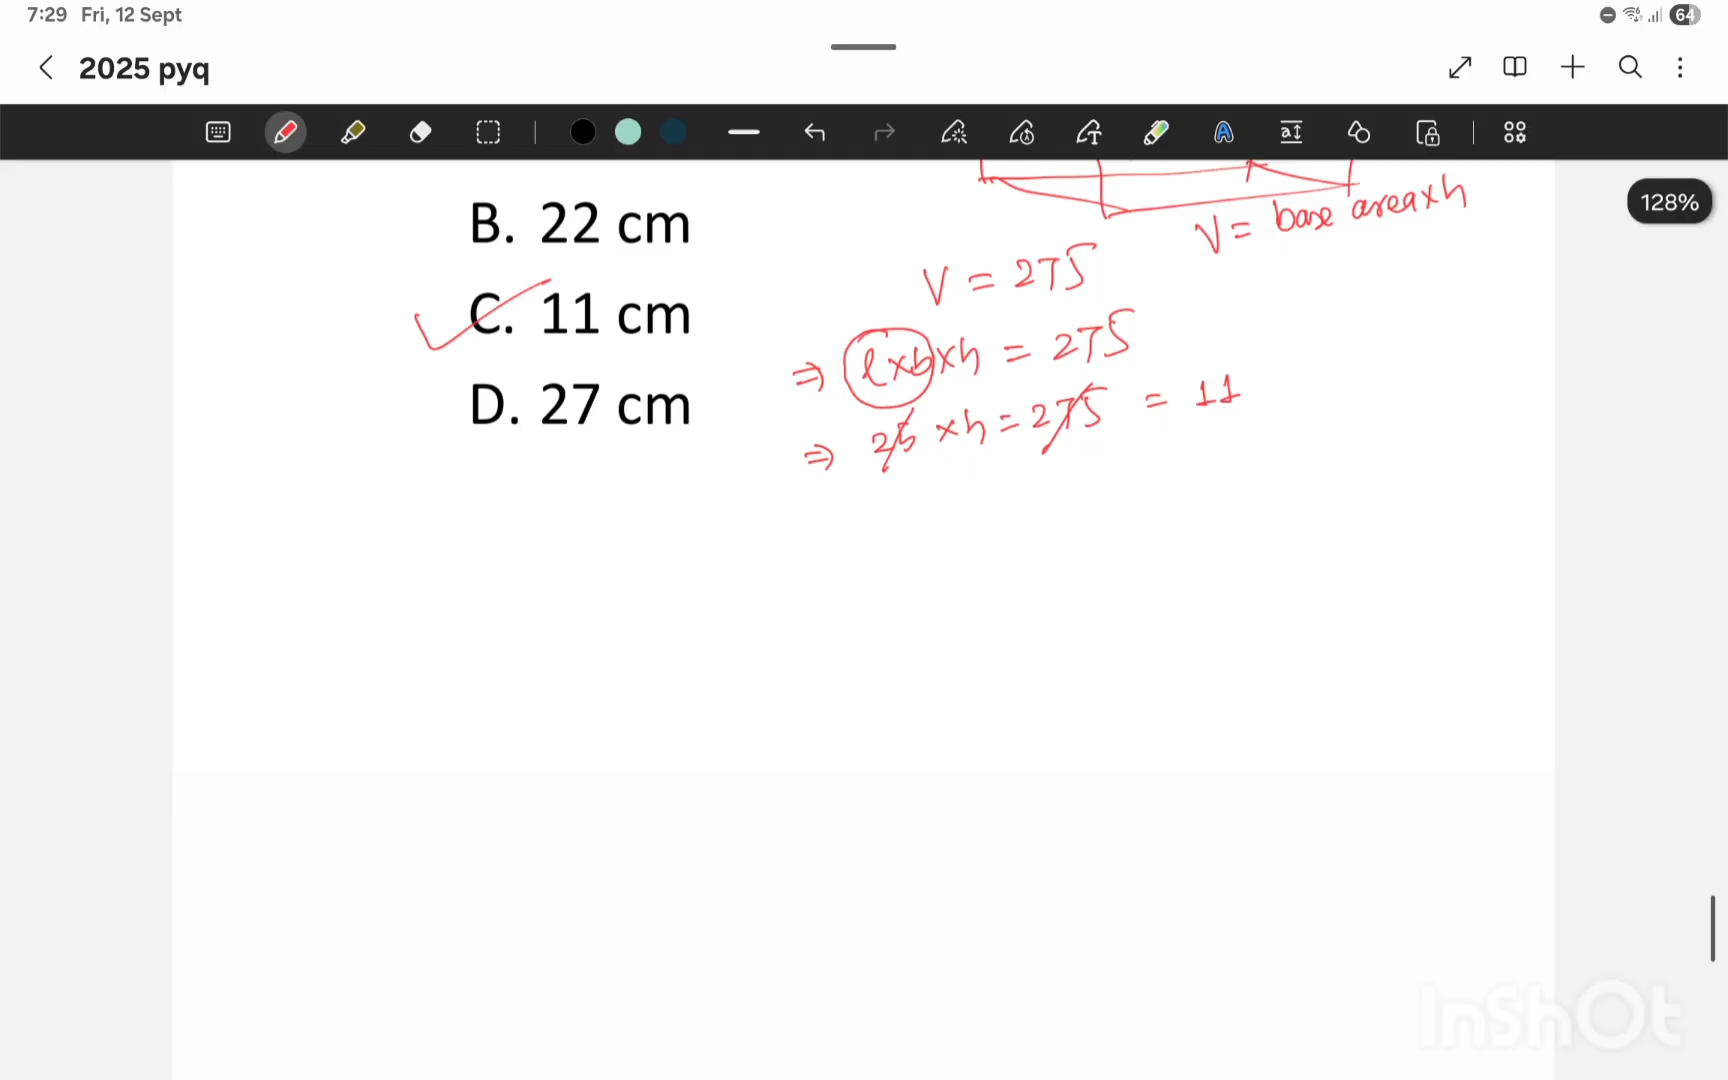 7:29 Fri, 12 Sept
64
2025 pyq
128%
B. 22 cm
C. 11 cm
D. 27 cm
V = base area×h
V = 275
⇒ l×b×h = 275
⇒ 25 ×h = 275 = 11
InShOt